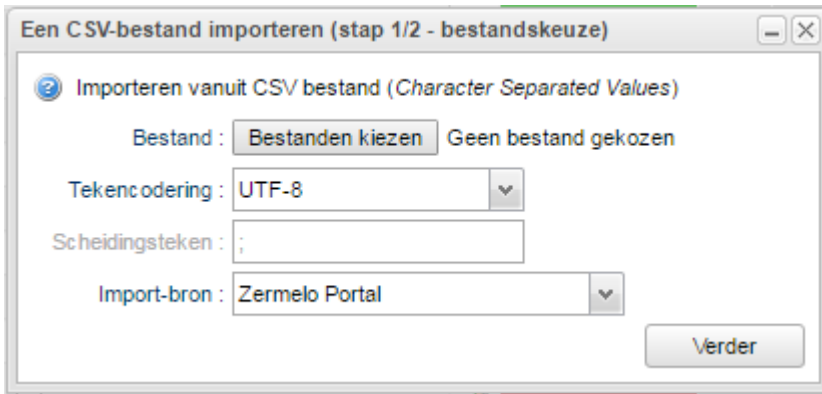 Een CSV-bestand importeren (stap 1/2 - bestandskeuze)
Importeren vanuit CSV bestand (Character Separated Values)
Bestand : Bestanden kiezen Geen bestand gekozen
Tekencodering : UTF-8
Scheidingsteken : ;
Import-bron : Zermelo Portal
Verder